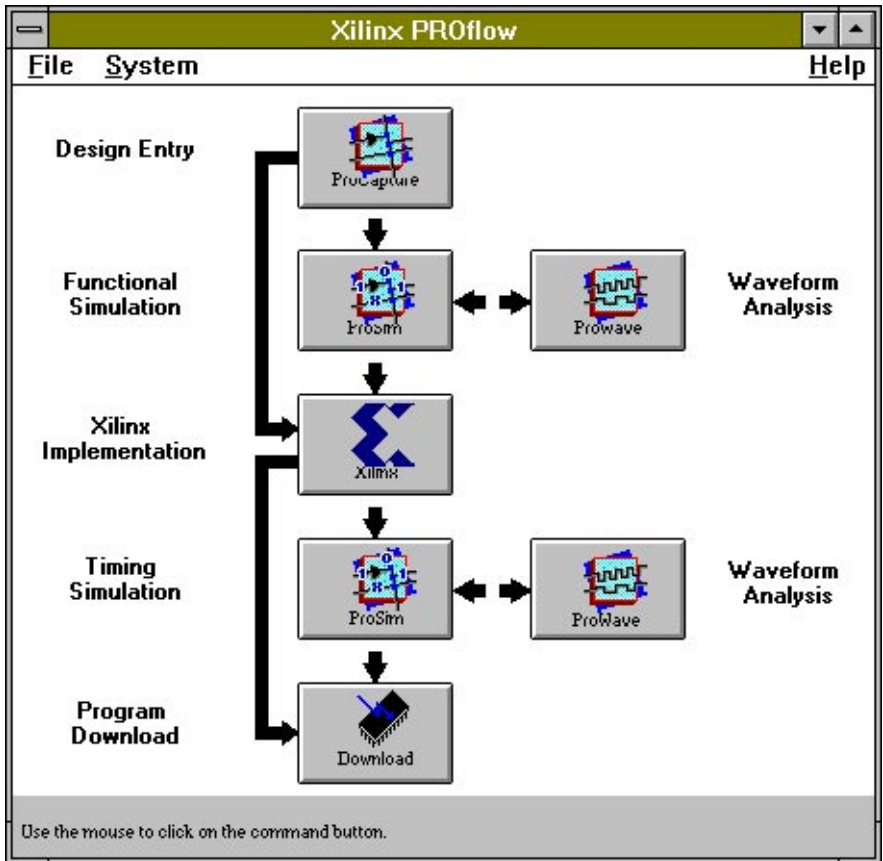 Xilinx PROflow
File System Help
Design Entry
ProCapture
Functional
Simulation
ProSim
Prowave
Waveform
Analysis
Xilinx
Implementation
Xilinx
Timing
Simulation
ProSim
ProWave
Waveform
Analysis
Program
Download
Download
Use the mouse to click on the command button.